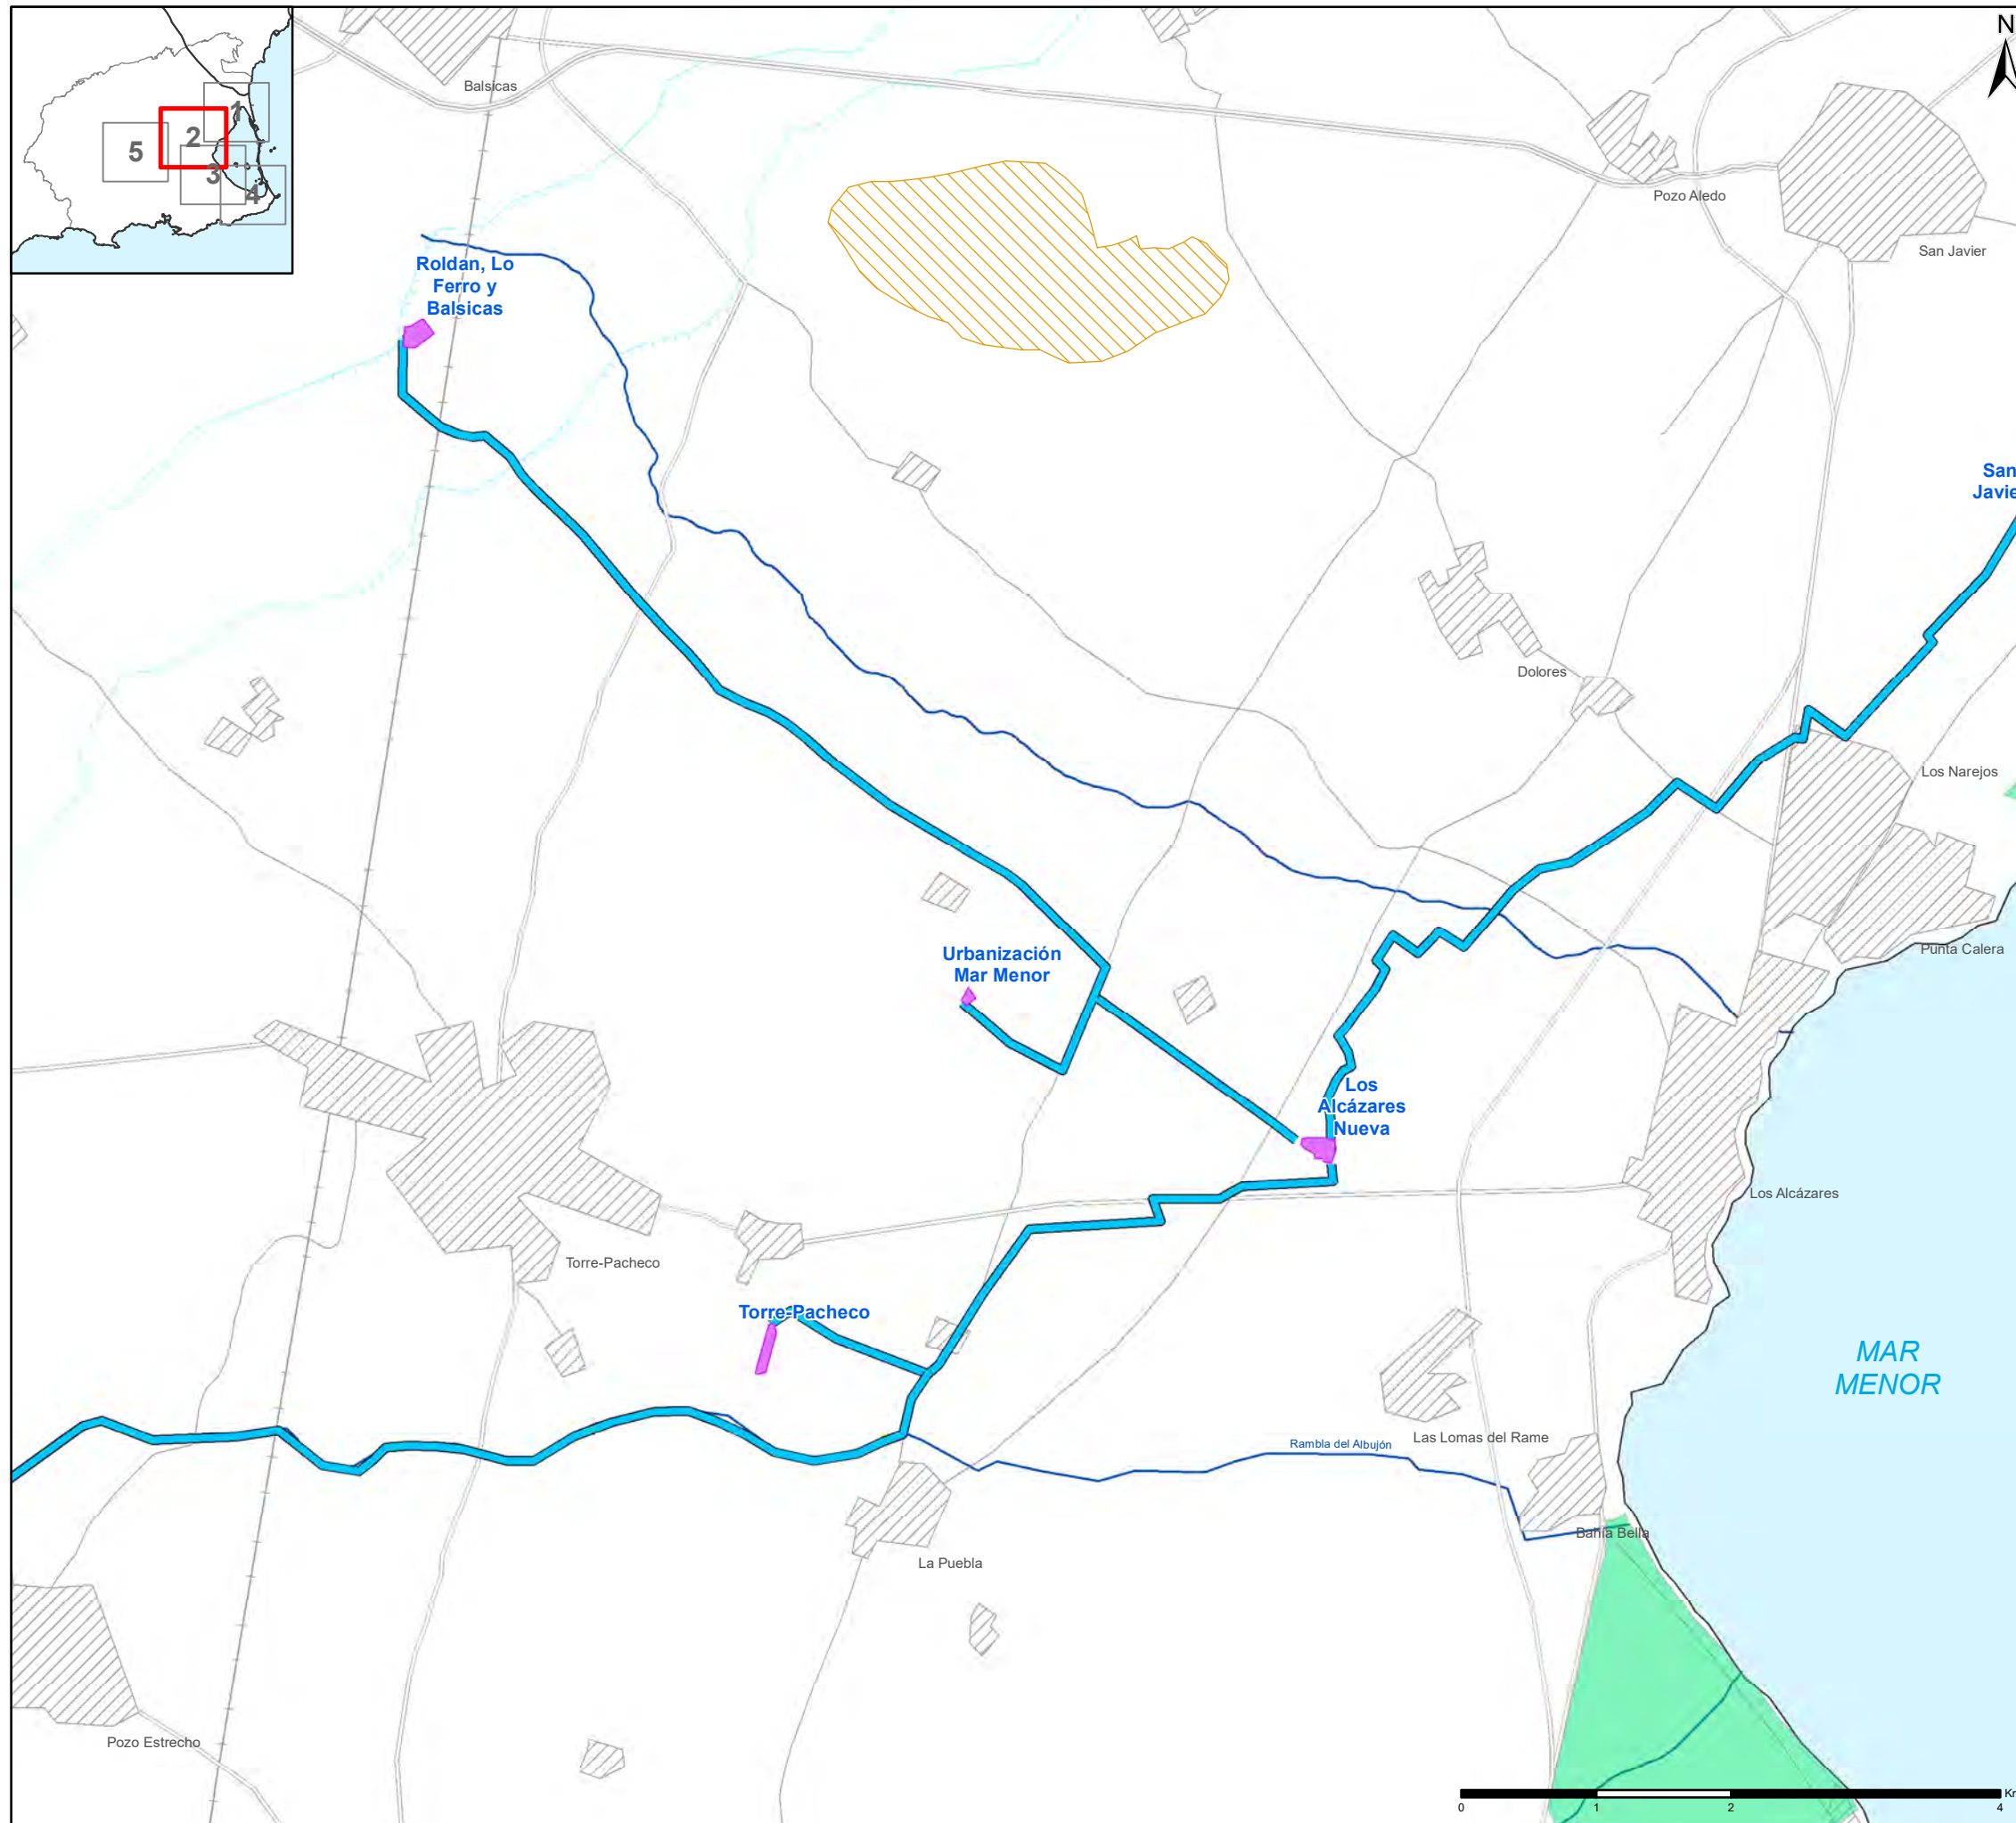 N
1
2
5
3
4
Balsicas
Pozo Aledo
San Javier
Roldan, Lo
Ferro y
Balsicas
San
Javie
Dolores
Los Narejos
Punta Calera
Urbanización
Mar Menor
Los
Alcázares
Nueva
Los Alcázares
Torre-Pacheco
Torre-Pacheco
MAR
MENOR
Las Lomas del Rame
Rambla del Albujón
Bahía Bella
La Puebla
Pozo Estrecho
Km
0
1
2
4